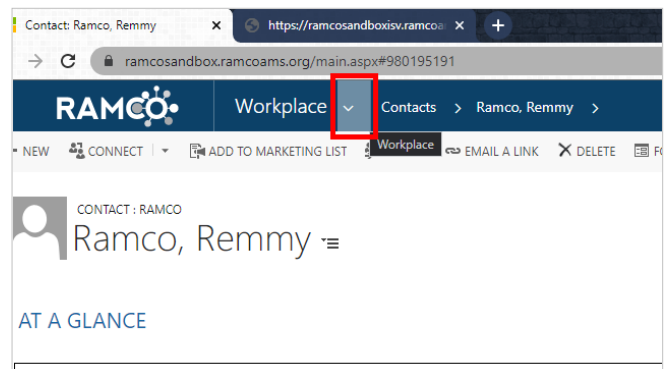 Contact: Ramco, Remmy
https://ramcosandboxisv.ramcoa
ramcosandbox.ramcoams.org/main.aspx#980195191
RAMCO Workplace Contacts > Ramco, Remmy >
NEW CONNECT ADD TO MARKETING LIST Workplace EMAIL A LINK DELETE
CONTACT : RAMCO
Ramco, Remmy
AT A GLANCE